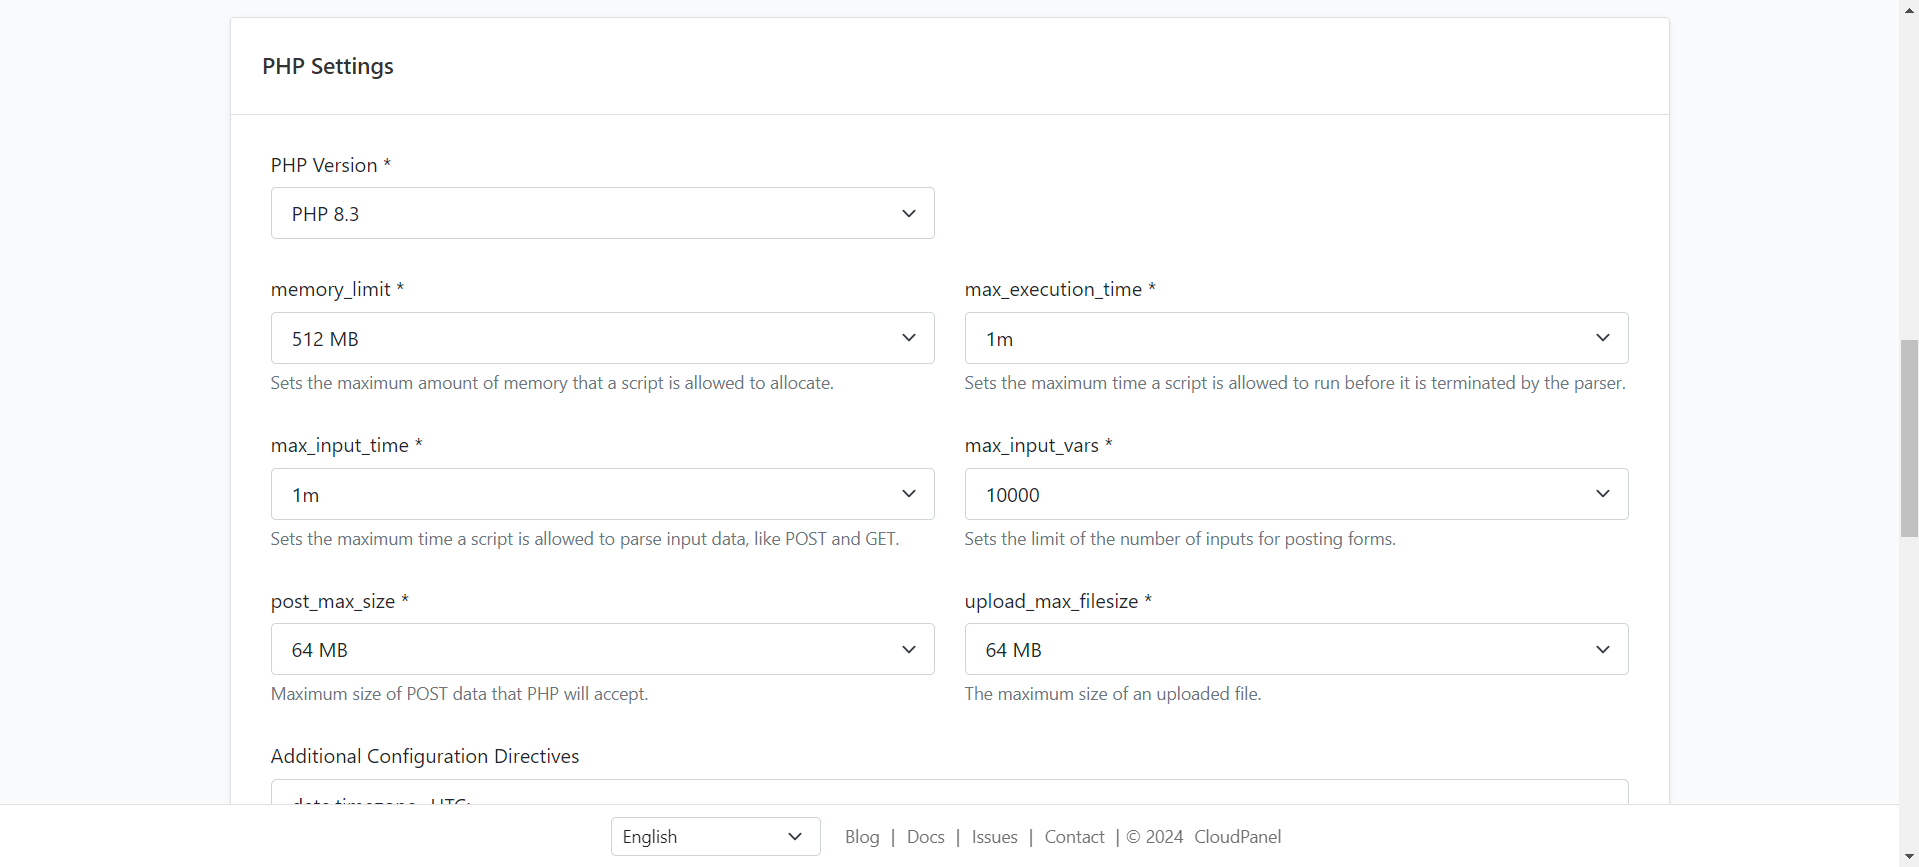 PHP Settings
PHP Version *
PHP 8.3
memory_limit *
512 MB
Sets the maximum amount of memory that a script is allowed to allocate.
max_execution_time *
1m
Sets the maximum time a script is allowed to run before it is terminated by the parser.
max_input_time *
1m
Sets the maximum time a script is allowed to parse input data, like POST and GET.
max_input_vars *
10000
Sets the limit of the number of inputs for posting forms.
post_max_size *
64 MB
Maximum size of POST data that PHP will accept.
upload_max_filesize *
64 MB
The maximum size of an uploaded file.
Additional Configuration Directives
English
Blog | Docs | Issues | Contact | © 2024 CloudPanel